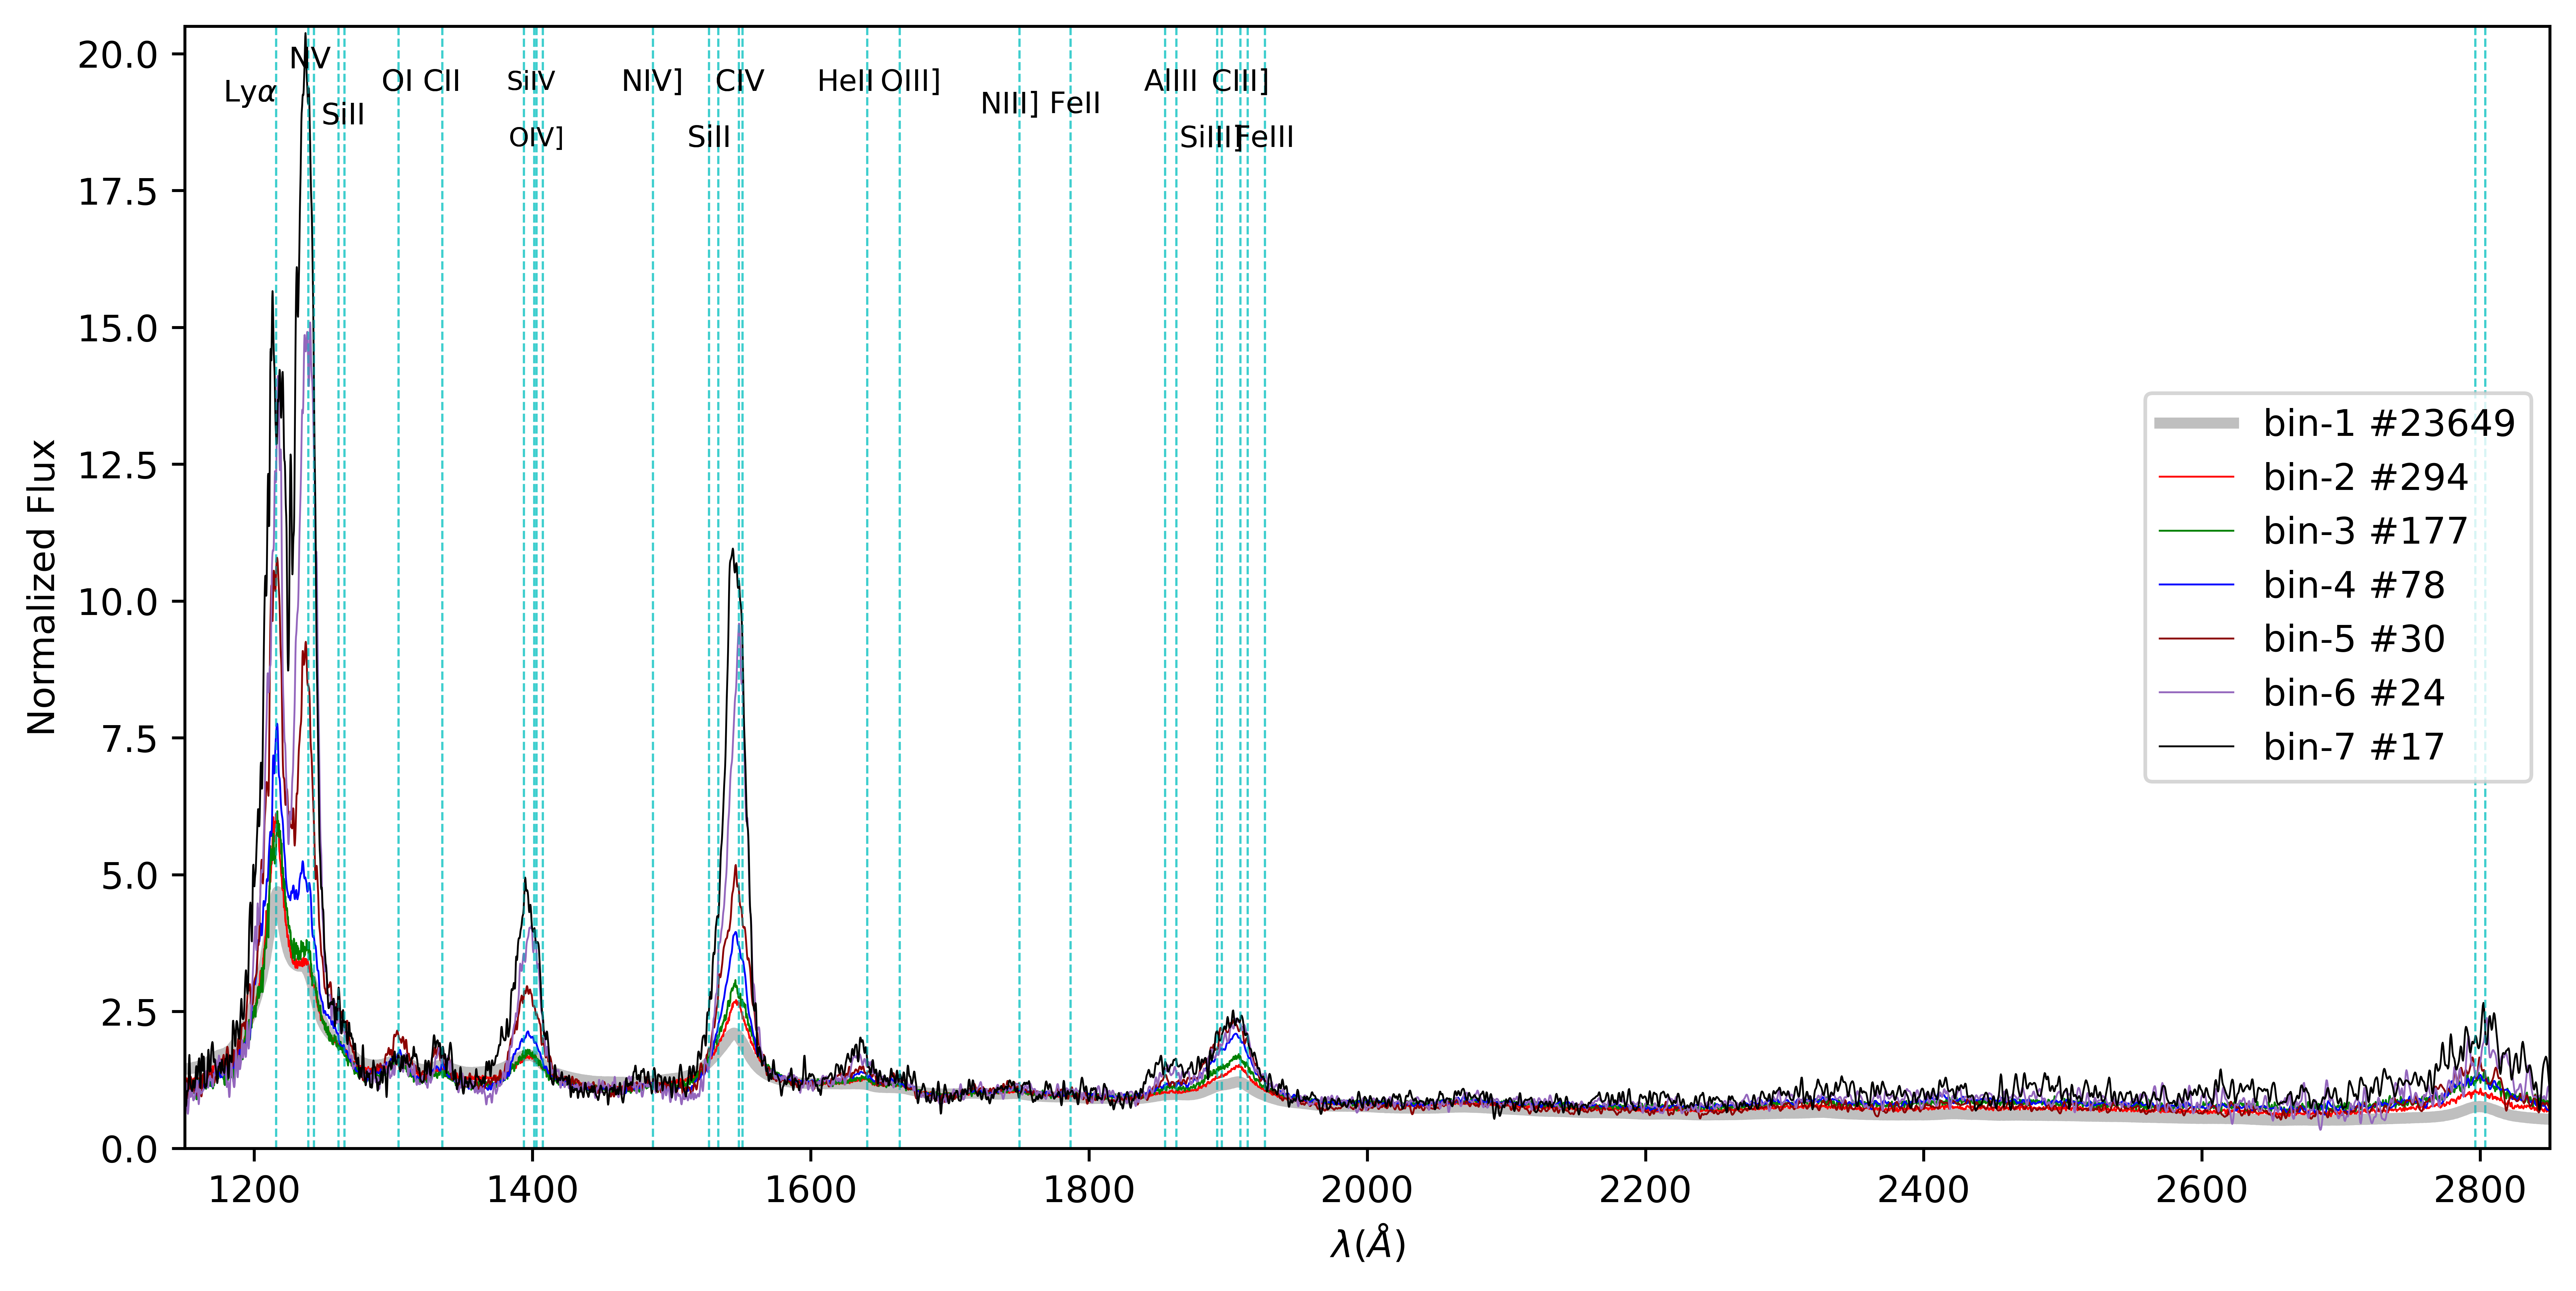 20.0
17.5
15.0
12.5
10.0
7.5
5.0
2.5
0.0
Normalized Flux
Lyα
NV
SiII
OI CII
SiIV
OIV]
NIV]
SiII
CIV
HeII OIII]
NIII] FeII
AlIII CIII]
SiIII]
FeIII
bin-1 #23649
bin-2 #294
bin-3 #177
bin-4 #78
bin-5 #30
bin-6 #24
bin-7 #17
1200 1400 1600 1800 2000 2200 2400 2600 2800
λ(Å)